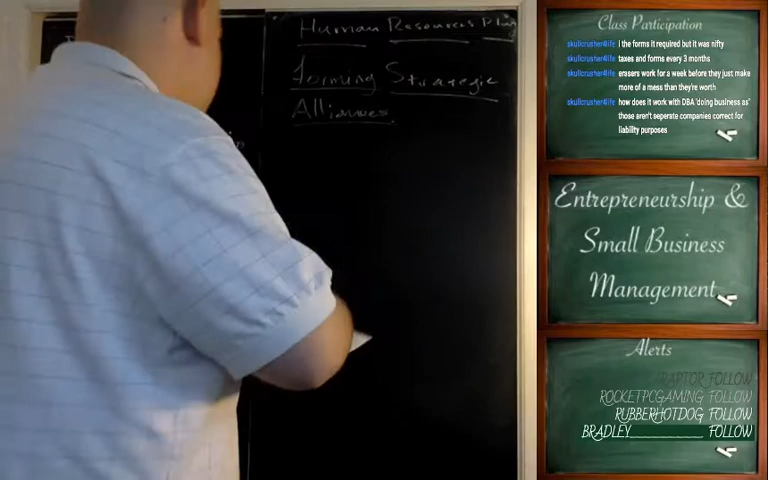 Human Resources Plan
Forming Strategic
Alliances
Class Participation
skullcrusher4life I the forms it required but it was nifty
skullcrusher4life taxes and forms every 3 months
skullcrusher4life erasers work for a week before they just make
more of a mess than they're worth
skullcrusher4life how does it work with DBA "doing business as"
those aren't seperate companies correct for
liability purposes
Entrepreneurship &
Small Business
Management
Alerts
RAPTOR FOLLOW
ROCKETPCGAMING FOLLOW
RUBBERHOTDOG FOLLOW
BRADLEY______________ FOLLOW